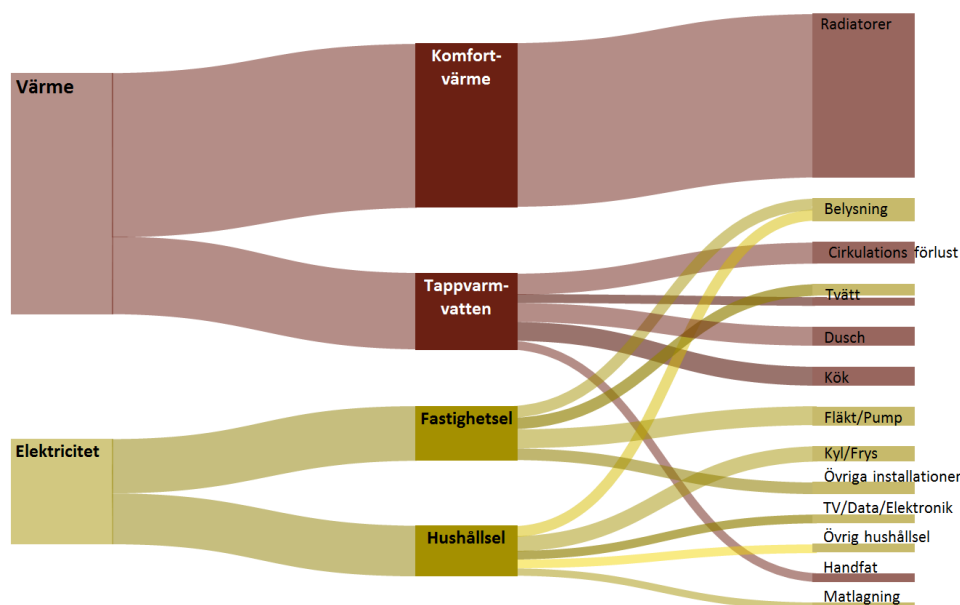 Värme
Elektricitet
Komfort-
värme
Tappvarm-
vatten
Fastighetsel
Hushållsel
Radiatorer
Belysning
Cirkulations förlust
Tvätt
Dusch
Kök
Fläkt/Pump
Kyl/Frys
Övriga installationer
TV/Data/Elektronik
Övrig hushållsel
Handfat
Matlagning